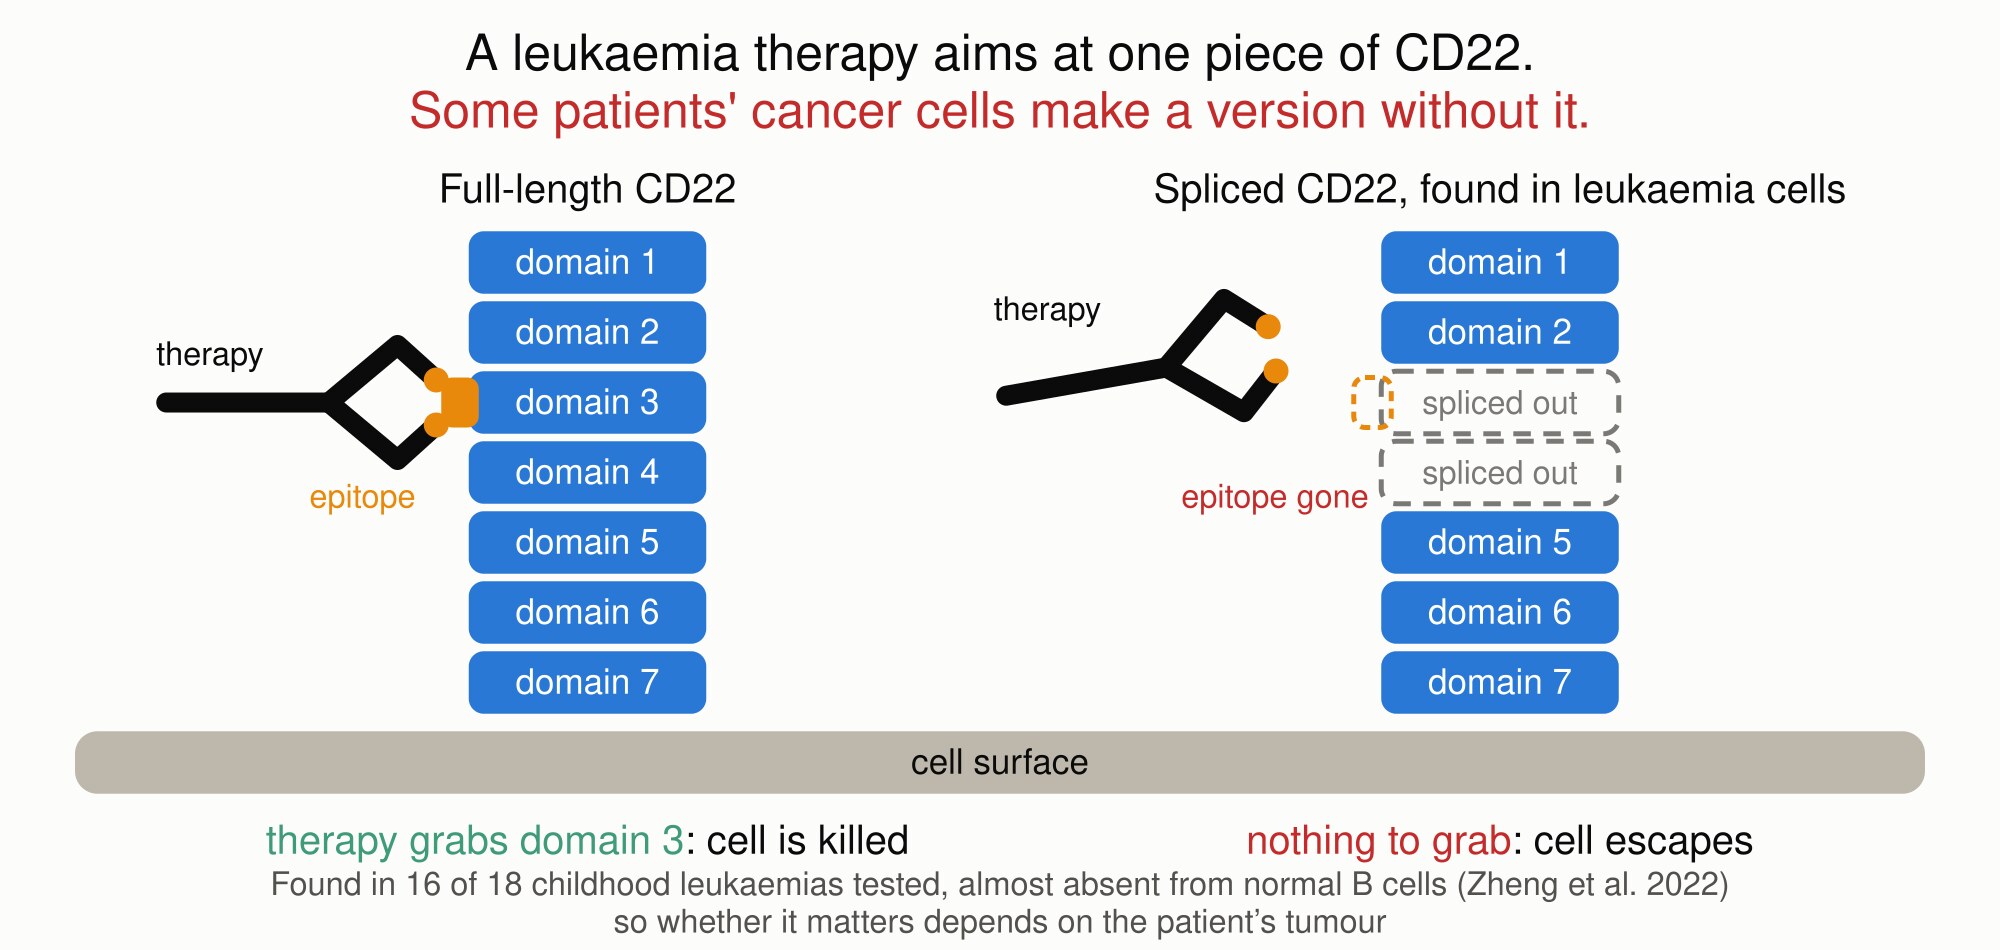 A leukaemia therapy aims at one piece of CD22.
Some patients' cancer cells make a version without it.
Full-length CD22
domain 1
domain 2
domain 3
domain 4
domain 5
domain 6
domain 7
therapy
epitope
Spliced CD22, found in leukaemia cells
domain 1
domain 2
spliced out
spliced out
domain 5
domain 6
domain 7
therapy
epitope gone
cell surface
therapy grabs domain 3: cell is killed
nothing to grab: cell escapes
Found in 16 of 18 childhood leukaemias tested, almost absent from normal B cells (Zheng et al. 2022)
so whether it matters depends on the patient’s tumour